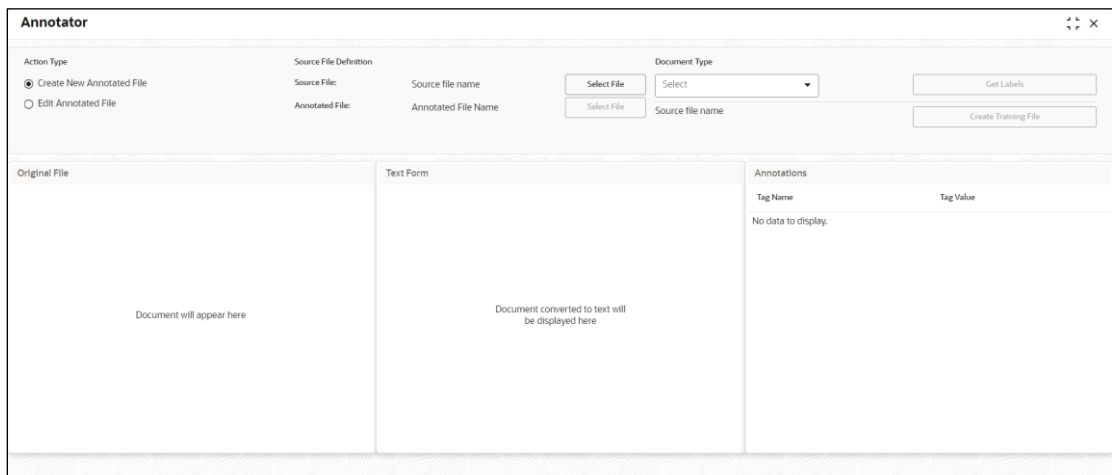 Annotator
Action Type
Source File Definition
Document Type
Create New Annotated File
Source File:
Source file name
Select File
Select
Get Labels
Edit Annotated File
Annotated File:
Annotated File Name
Select File
Source file name
Create Training File
Original File
Text Form
Annotations
Tag Name
Tag Value
No data to display.
Document will appear here
Document converted to text will
be displayed here